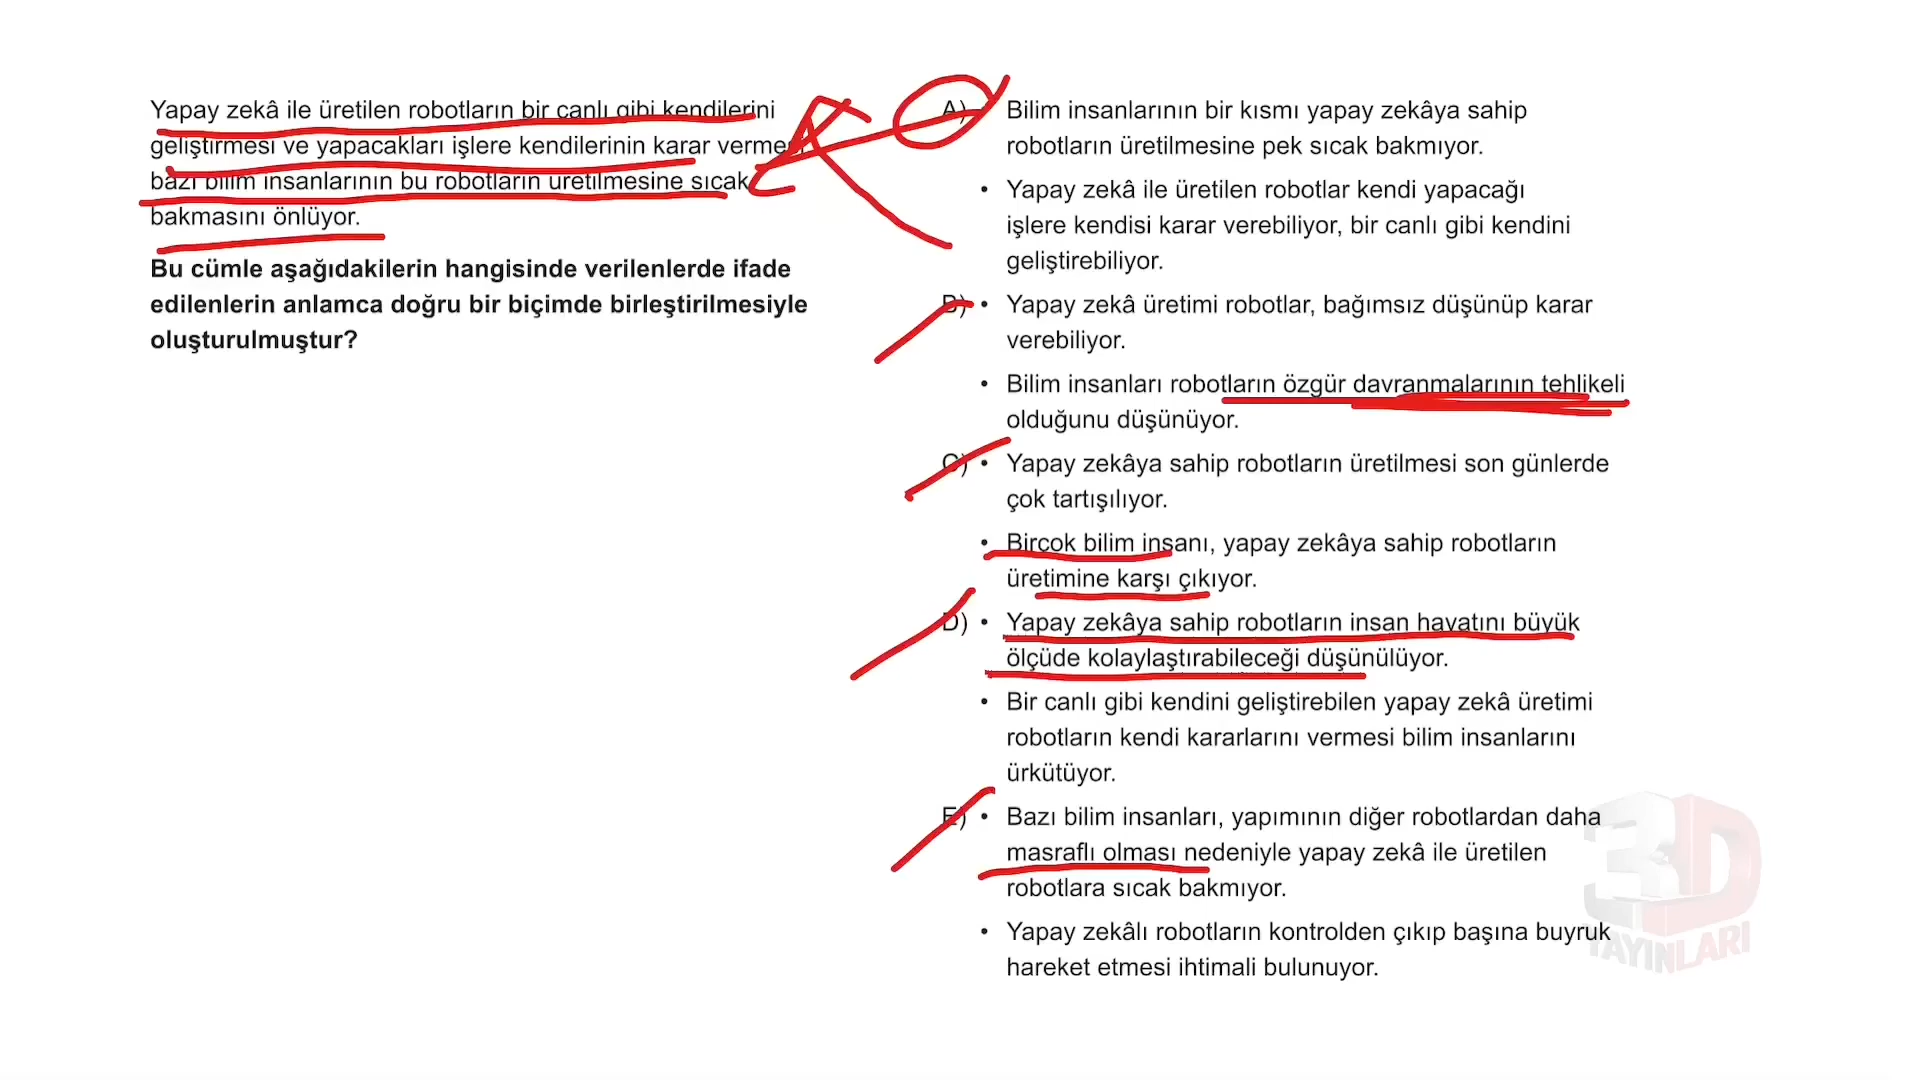 Yapay zekâ ile üretilen robotların bir canlı gibi kendilerini
geliştirmesi ve yapacakları işlere kendilerinin karar vermesi
bazı bilim insanlarının bu robotların üretilmesine sıcak
bakmasını önlüyor.
Bu cümle aşağıdakilerin hangisinde verilenlerde ifade
edilenlerin anlamca doğru bir biçimde birleştirilmesiyle
oluşturulmuştur?
A) • Bilim insanlarının bir kısmı yapay zekâya sahip
robotların üretilmesine pek sıcak bakmıyor.
• Yapay zekâ ile üretilen robotlar kendi yapacağı
işlere kendisi karar verebiliyor, bir canlı gibi kendini
geliştirebiliyor.
B) • Yapay zekâ üretimi robotlar, bağımsız düşünüp karar
verebiliyor.
• Bilim insanları robotların özgür davranmalarının tehlikeli
olduğunu düşünüyor.
C) • Yapay zekâya sahip robotların üretilmesi son günlerde
çok tartışılıyor.
• Birçok bilim insanı, yapay zekâya sahip robotların
üretimine karşı çıkıyor.
D) • Yapay zekâya sahip robotların insan hayatını büyük
ölçüde kolaylaştırabileceği düşünülüyor.
• Bir canlı gibi kendini geliştirebilen yapay zekâ üretimi
robotların kendi kararlarını vermesi bilim insanlarını
ürkütüyor.
E) • Bazı bilim insanları, yapımının diğer robotlardan daha
masraflı olması nedeniyle yapay zekâ ile üretilen
robotlara sıcak bakmıyor.
• Yapay zekâlı robotların kontrolden çıkıp başına buyruk
hareket etmesi ihtimali bulunuyor.
3D
YAYINLARI